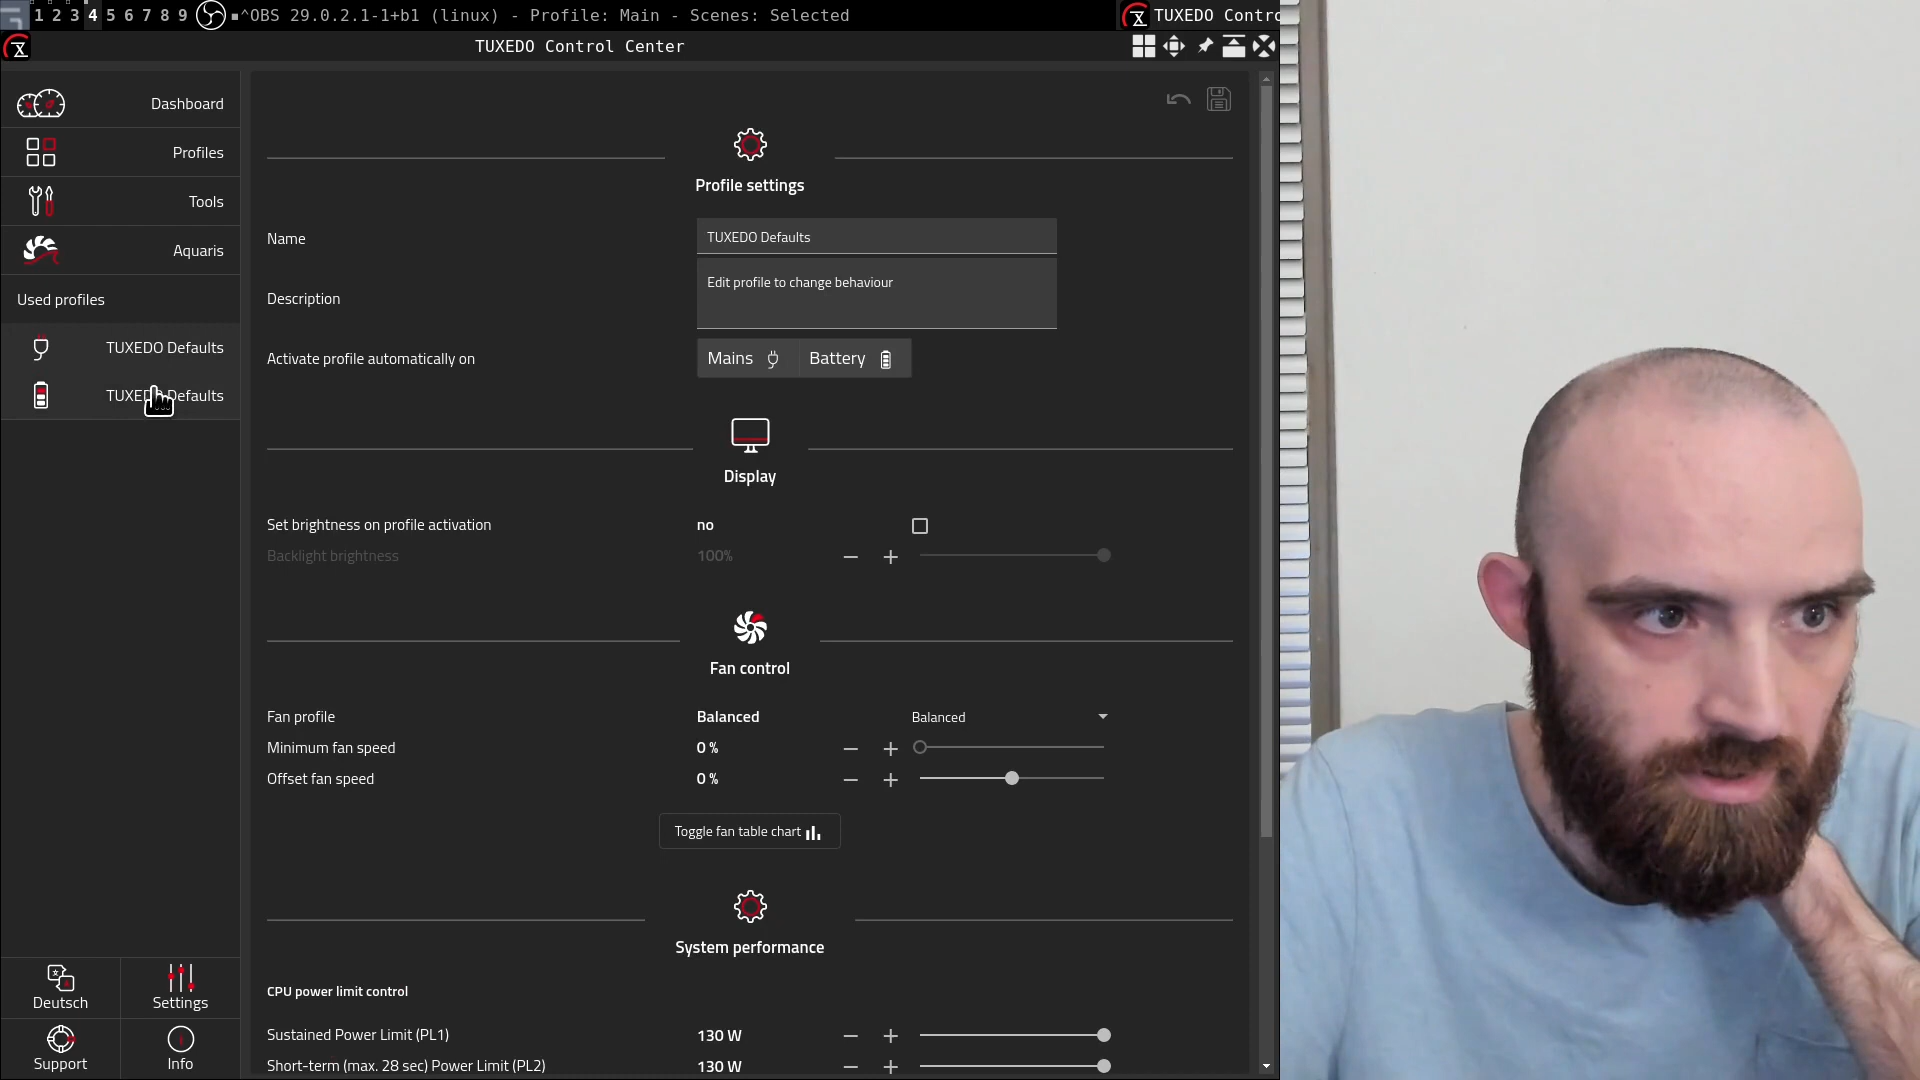 1 2 3 4 5 6 7 8 9 ▪^OBS 29.0.2.1-1+b1 (linux) - Profile: Main - Scenes: Selected
TUXEDO Contro
TUXEDO Control Center
Dashboard
Profiles
Tools
Aquaris
Used profiles
TUXEDO Defaults
TUXEDO Defaults
Deutsch
Settings
Support
Info
Profile settings
Name
TUXEDO Defaults
Description
Edit profile to change behaviour
Activate profile automatically on
Mains
Battery
Display
Set brightness on profile activation
no
Backlight brightness
100%
Fan control
Fan profile
Balanced
Balanced
Minimum fan speed
0 %
Offset fan speed
0 %
Toggle fan table chart
System performance
CPU power limit control
Sustained Power Limit (PL1)
130 W
Short-term (max. 28 sec) Power Limit (PL2)
130 W